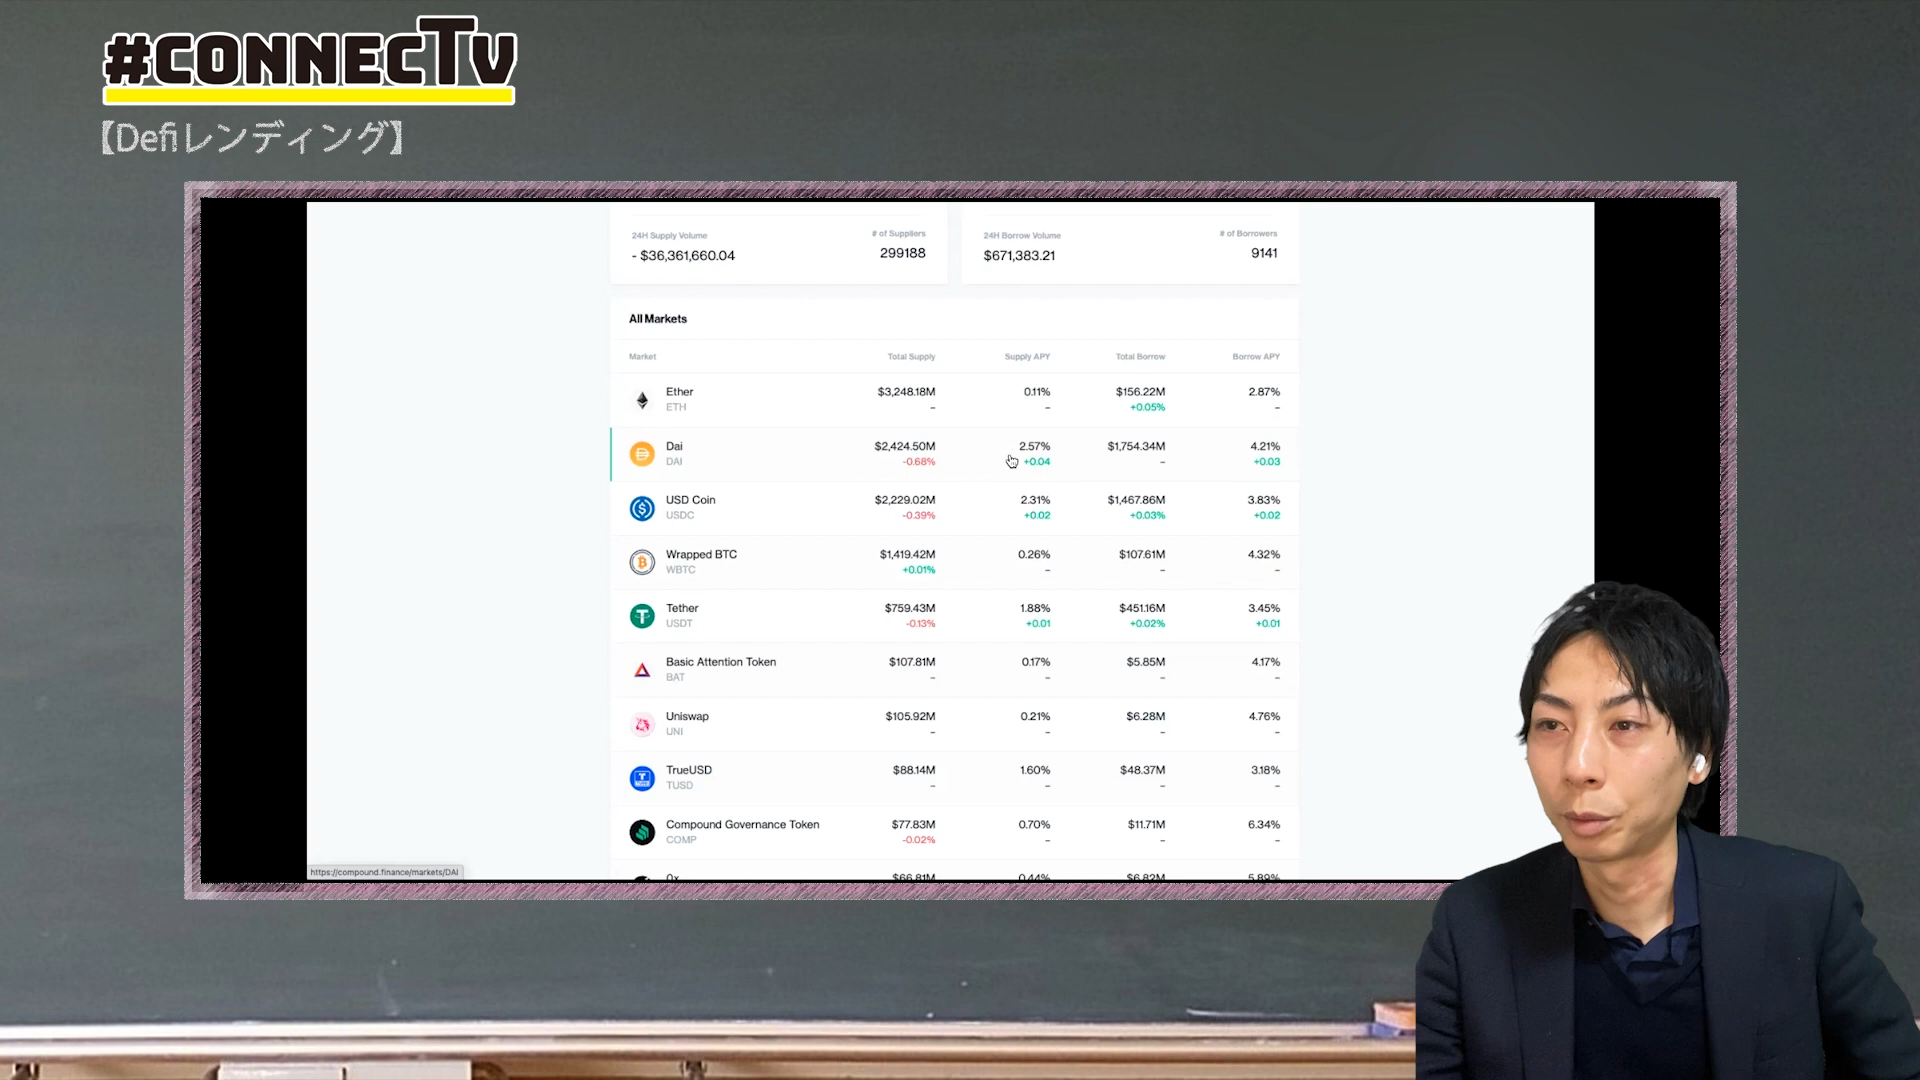 #CONNECTV
【Defiレンディング】
24H Supply Volume
# of Suppliers
- $36,361,660.04
299188
24H Borrow Volume
# of Borrowers
$671,383.21
9141
All Markets
Market Total Supply Supply APY Total Borrow Borrow APY
Ether $3,248.18M 0.11% $156.22M 2.87%
ETH – – +0.05% –
Dai $2,424.50M 2.57% $1,754.34M 4.21%
DAI -0.68% +0.04 – +0.03
USD Coin $2,229.02M 2.31% $1,467.86M 3.83%
USDC -0.39% +0.02 +0.03% +0.02
Wrapped BTC $1,419.42M 0.26% $107.61M 4.32%
WBTC +0.01% – – –
Tether $759.43M 1.88% $451.16M 3.45%
USDT -0.13% +0.01 +0.02% +0.01
Basic Attention Token $107.81M 0.17% $5.85M 4.17%
BAT – – – –
Uniswap $105.92M 0.21% $6.28M 4.76%
UNI – – – –
TrueUSD $88.14M 1.60% $48.37M 3.18%
TUSD – – – –
Compound Governance Token $77.83M 0.70% $11.71M 6.34%
COMP -0.02% – – –
0x $66.81M 0.44% $6.82M 5.89%
https://compound.finance/markets/DAI